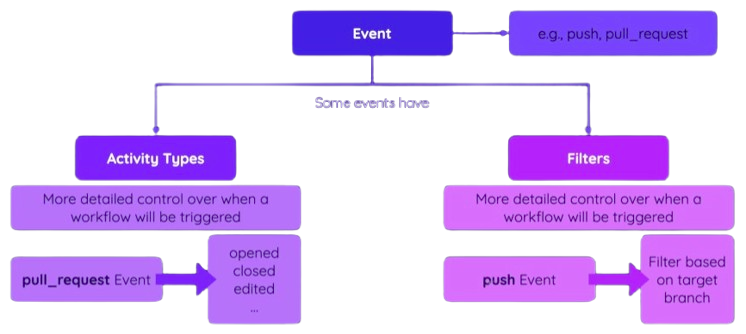 Event
e.g., push, pull_request
Some events have
Activity Types
Filters
More detailed control over when a
workflow will be triggered
More detailed control over when a
workflow will be triggered
pull_request Event
opened
closed
edited
...
push Event
Filter based
on target
branch